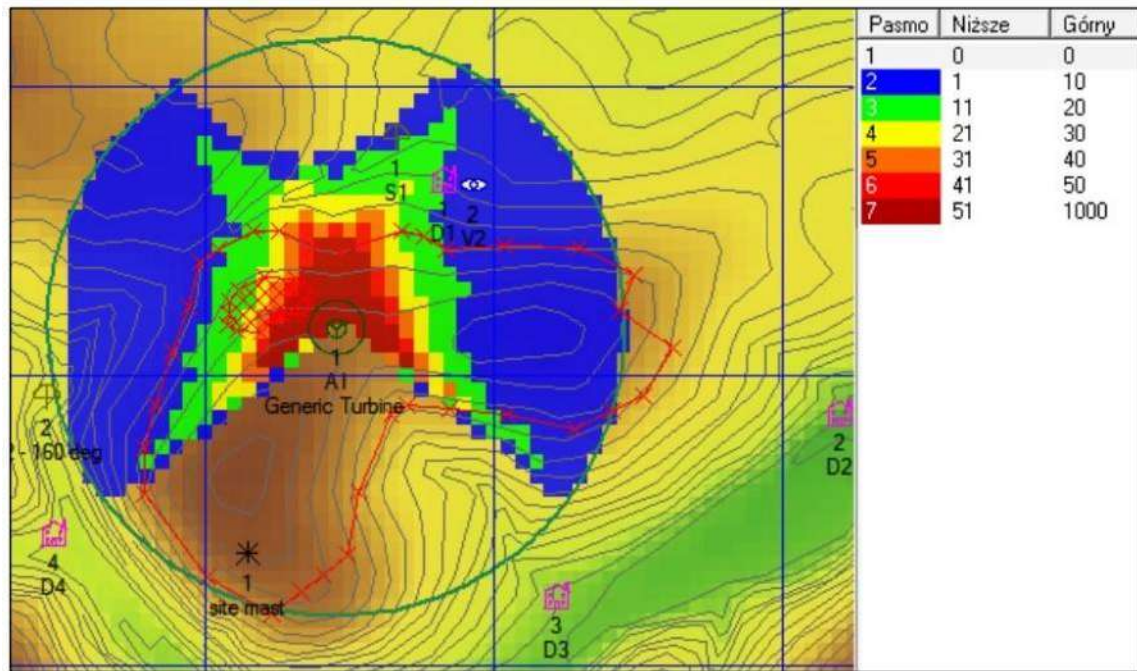 Pasmo Niższe Górny
1 0 0
2 1 10
3 11 20
4 21 30
5 31 40
6 41 50
7 51 1000
1
S1
1
D1
2
V2
1
A1
Generic Turbine
2
- 160 deg
2
D2
4
D4
1
site mast
3
D3